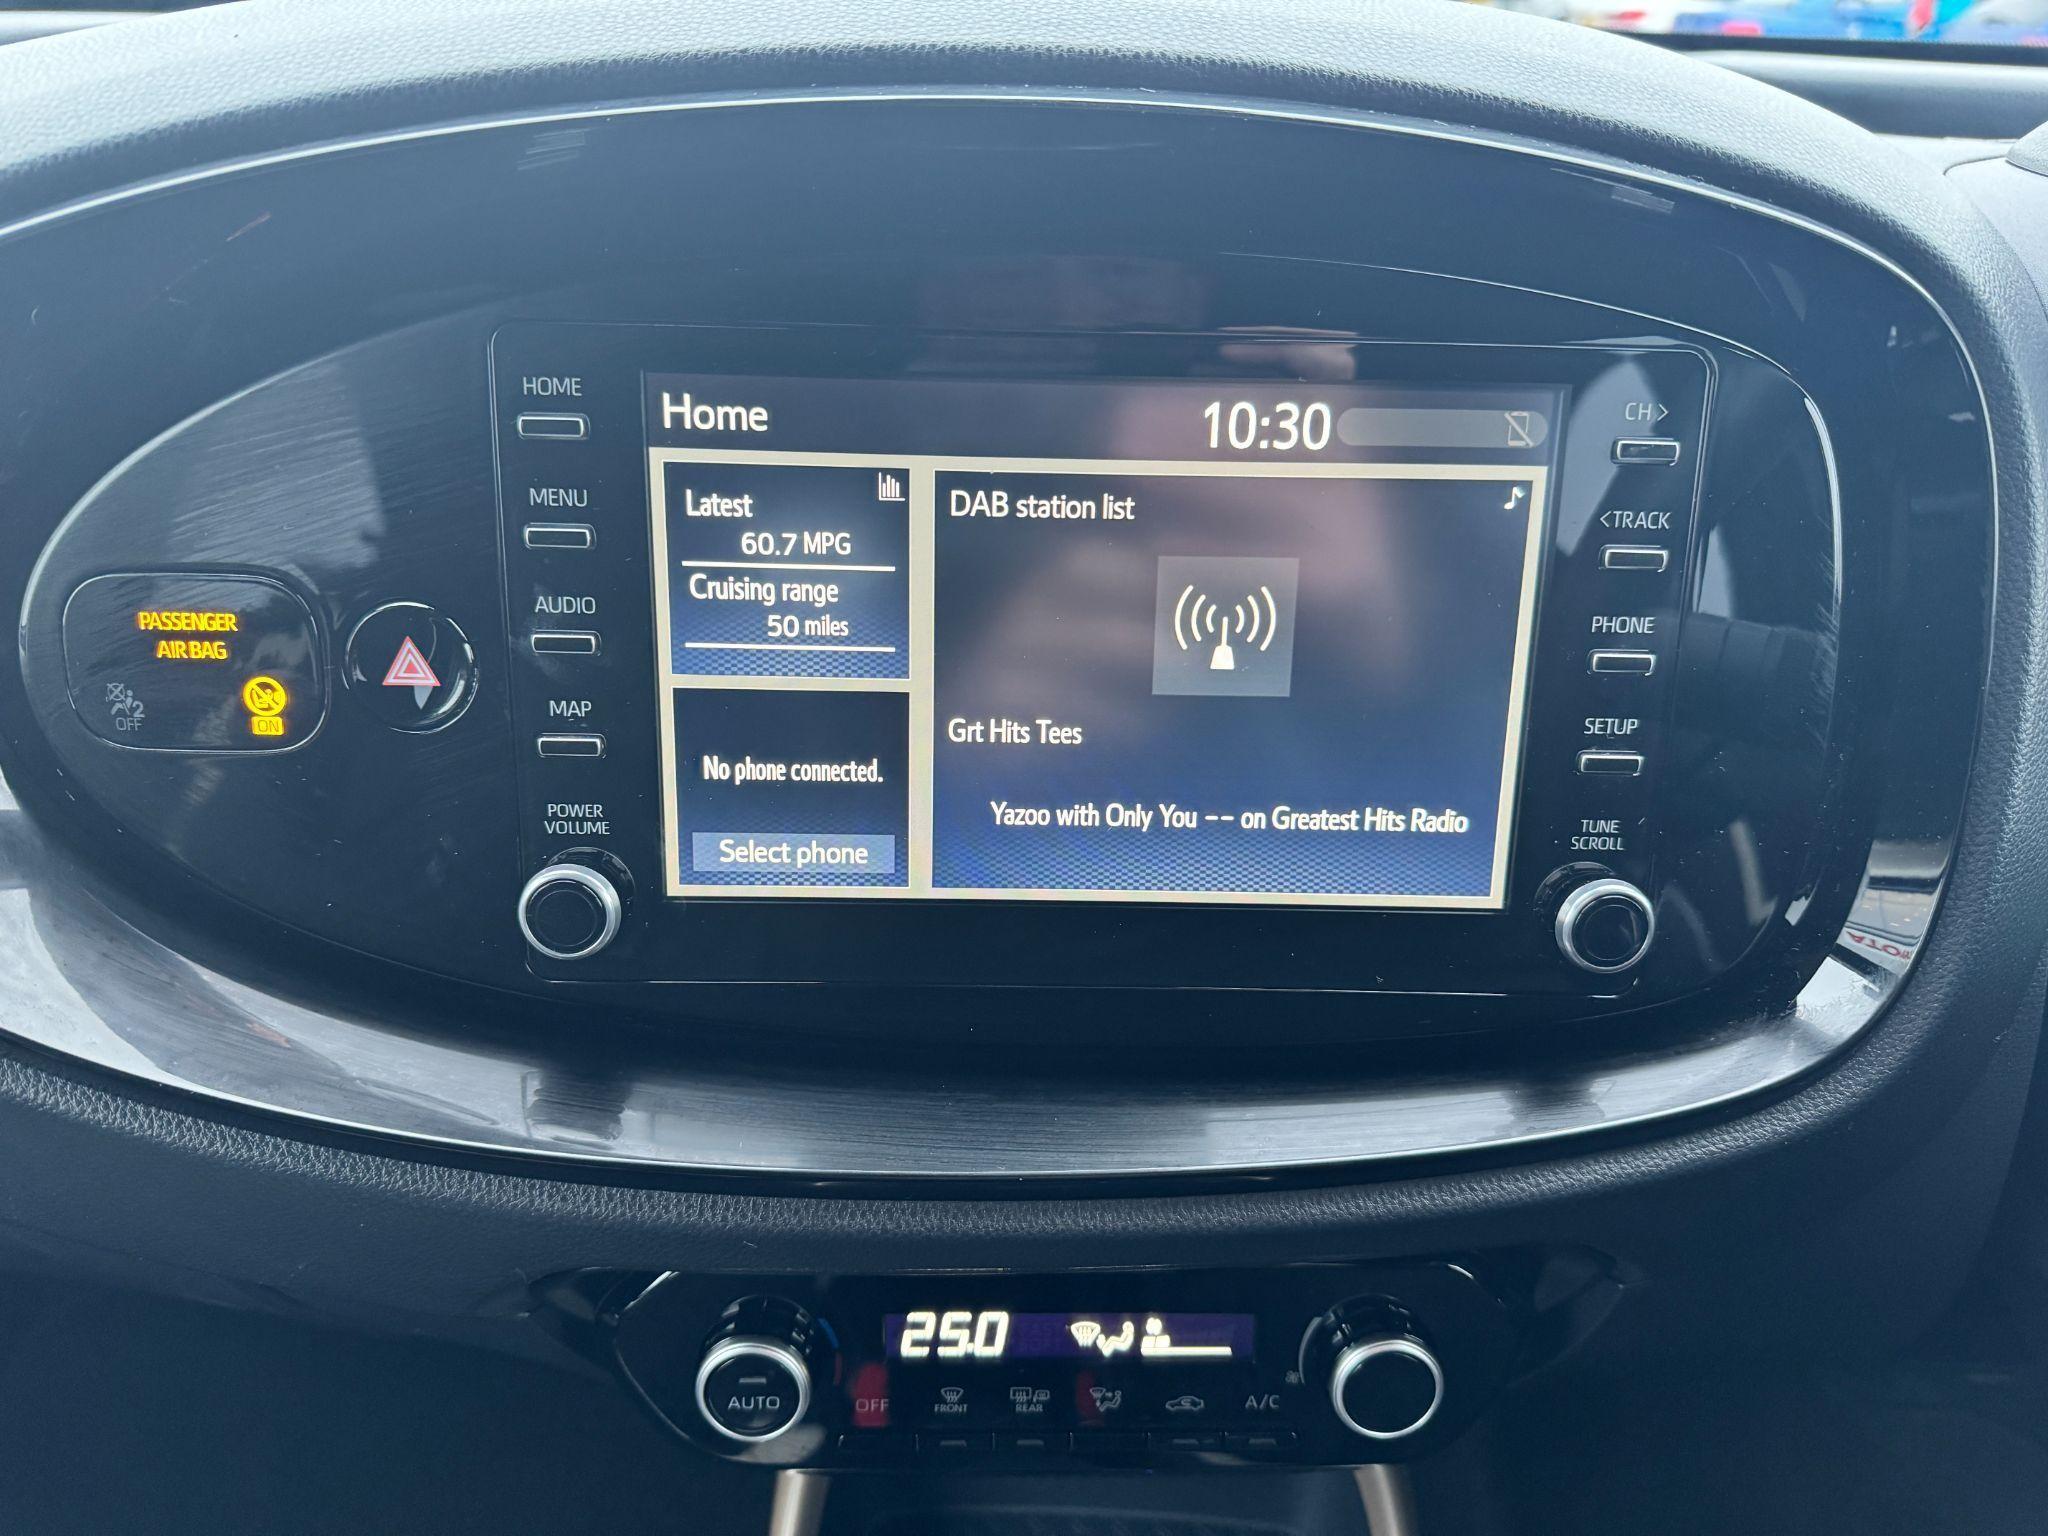 Home
10:30
Latest
60.7 MPG
Cruising range
50 miles
No phone connected.
Select phone
DAB station list
Grt Hits Tees
Yazoo with Only You -- on Greatest Hits Radio
HOME
MENU
AUDIO
MAP
POWER
VOLUME
CH >
< TRACK
PHONE
SETUP
TUNE
SCROLL
PASSENGER
AIR BAG
2
OFF
ON
25.0
AUTO
OFF
FRONT
REAR
A/C